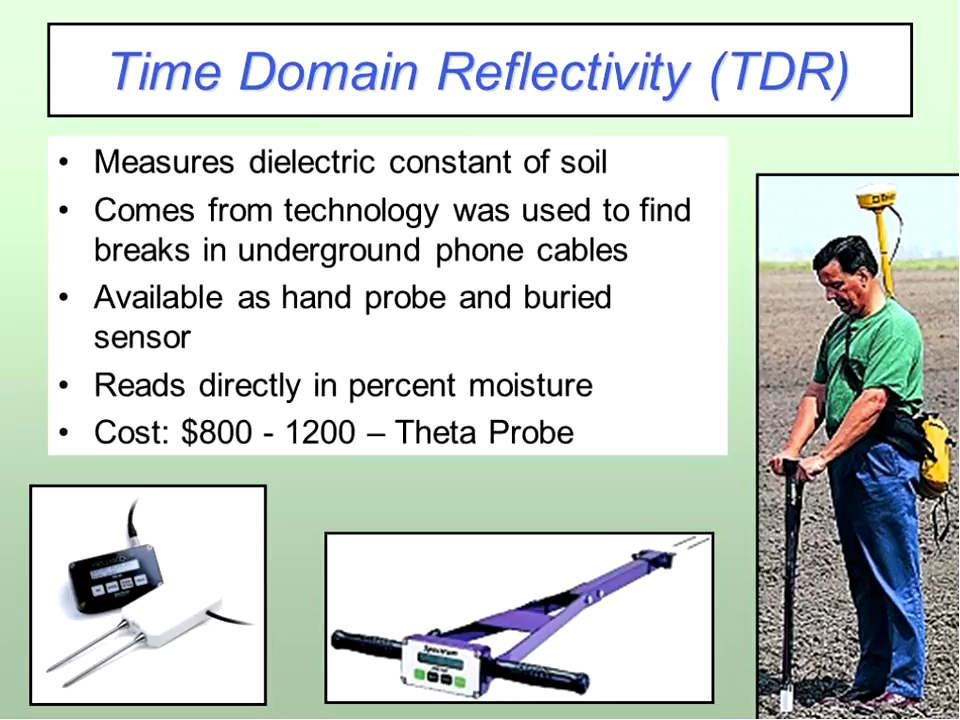 Time Domain Reflectivity (TDR)
• Measures dielectric constant of soil
• Comes from technology was used to find
breaks in underground phone cables
• Available as hand probe and buried
sensor
• Reads directly in percent moisture
• Cost: $800 - 1200 – Theta Probe
Spectrum